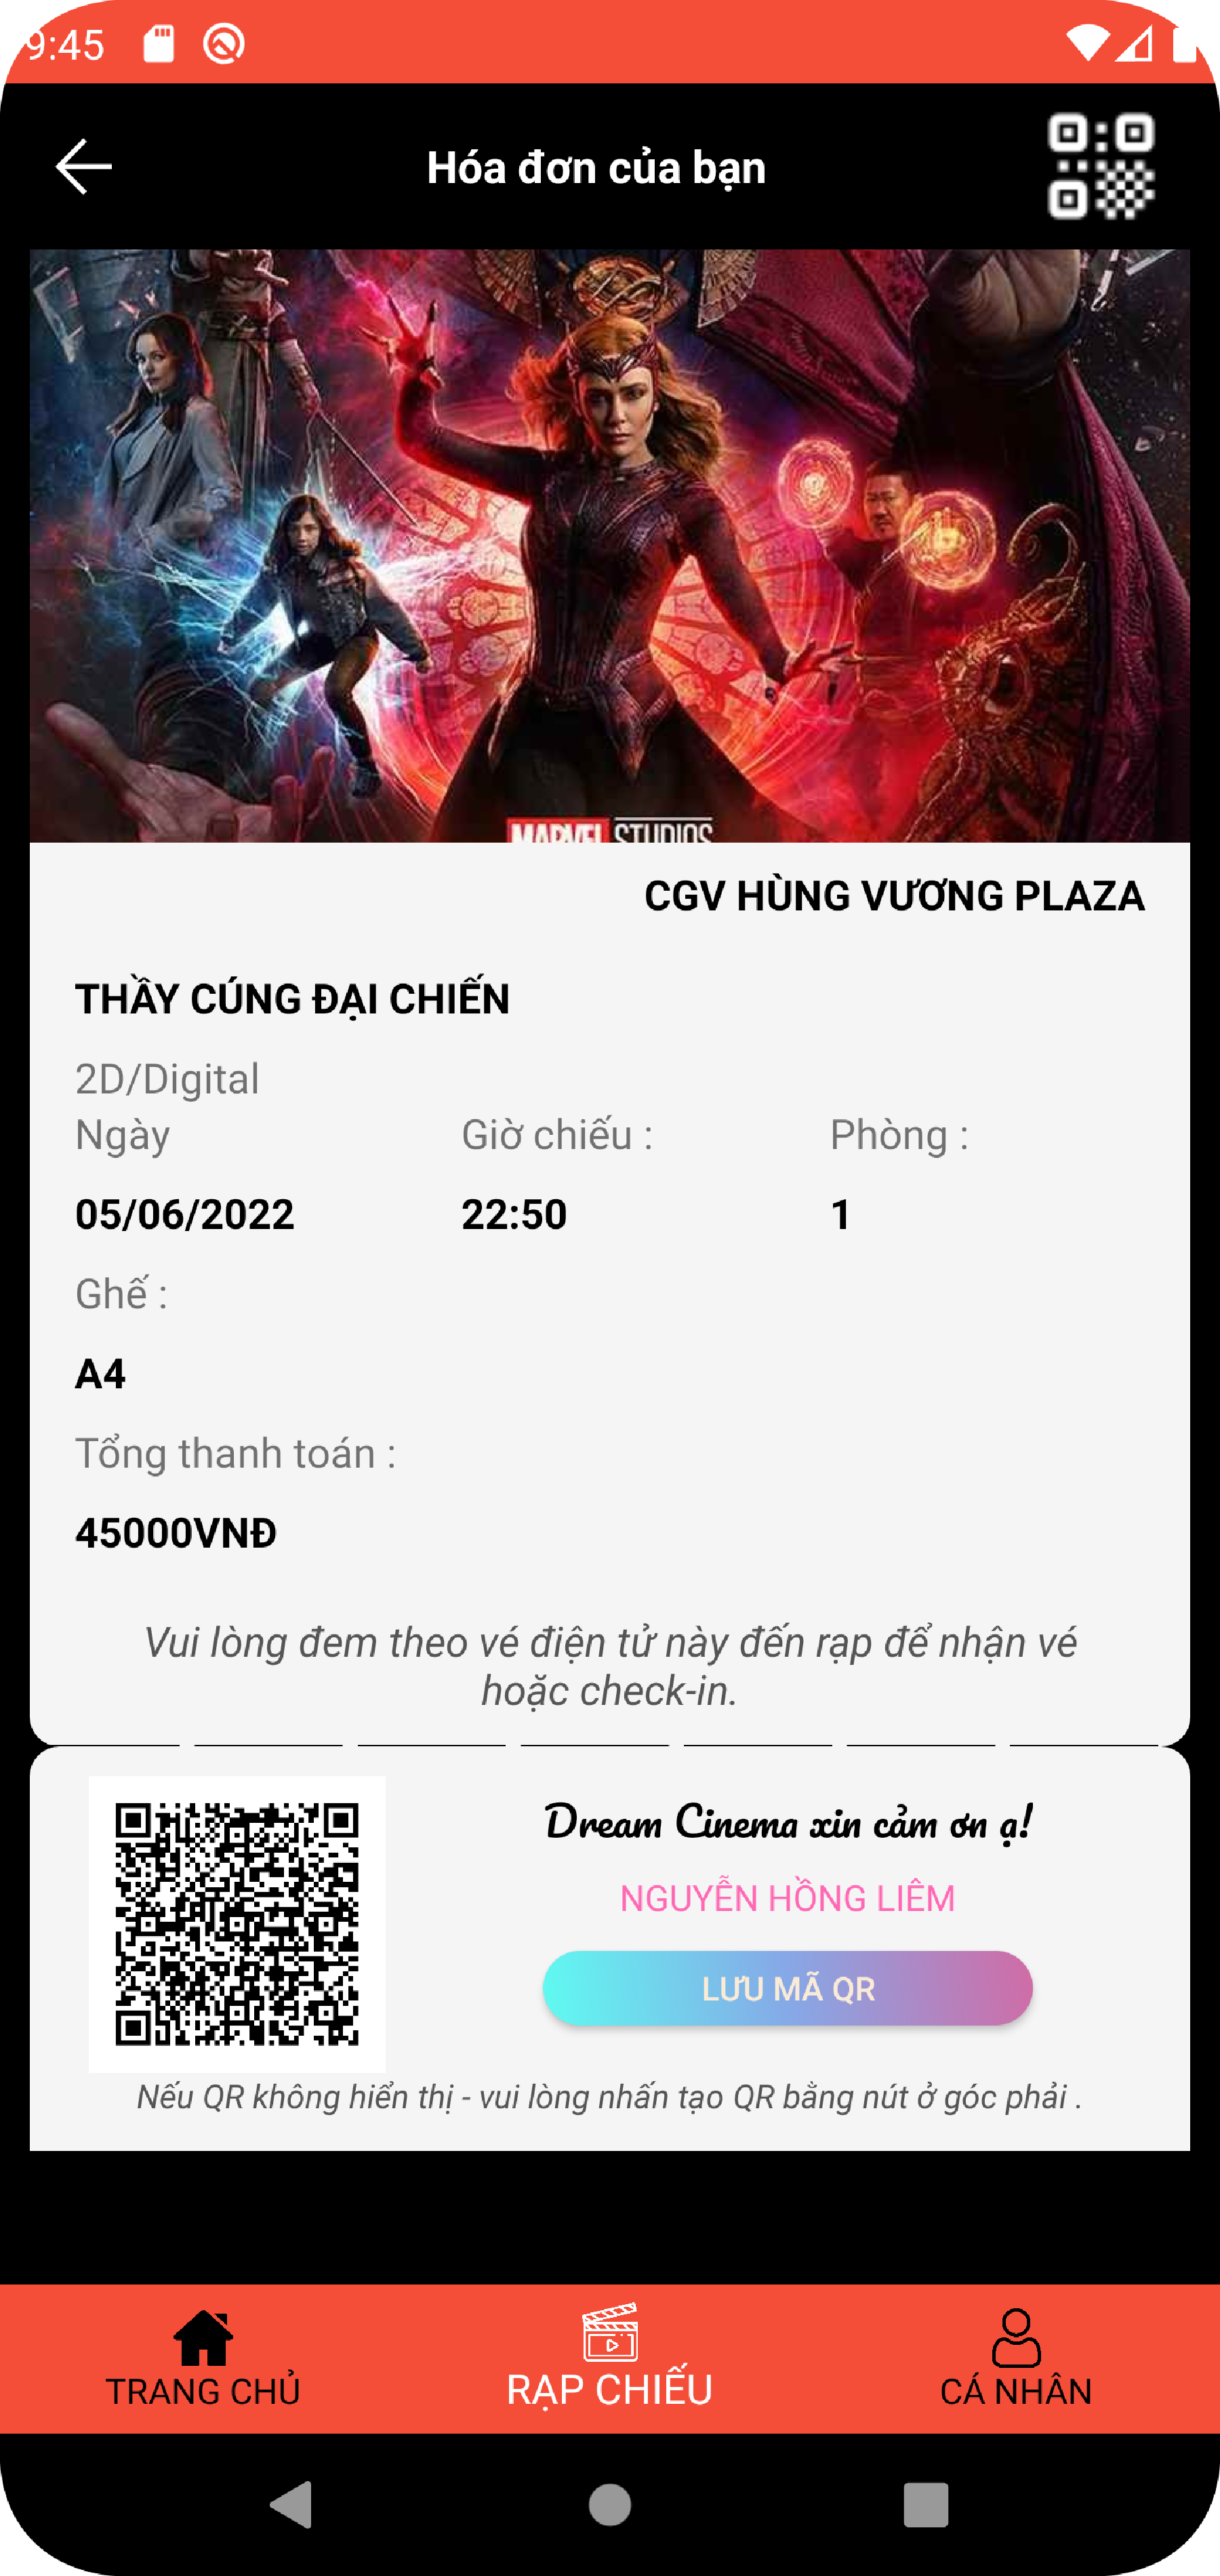 9:45
Hóa đơn của bạn
MARVEL STUDIOS
CGV HÙNG VƯƠNG PLAZA
THẦY CÚNG ĐẠI CHIẾN
2D/Digital
Ngày Giờ chiếu : Phòng :
05/06/2022 22:50 1
Ghế :
A4
Tổng thanh toán :
45000VNĐ
Vui lòng đem theo vé điện tử này đến rạp để nhận vé
hoặc check-in.
Dream Cinema xin cảm ơn ạ!
NGUYỄN HỒNG LIÊM
LƯU MÃ QR
Nếu QR không hiển thị - vui lòng nhấn tạo QR bằng nút ở góc phải .
TRANG CHỦ RẠP CHIẾU CÁ NHÂN